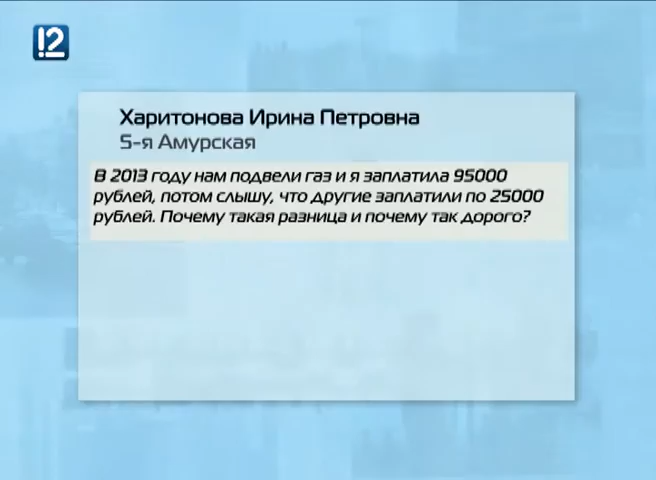 12
Харитонова Ирина Петровна
5-я Амурская
В 2013 году нам подвели газ и я заплатила 95000
рублей, потом слышу, что другие заплатили по 25000
рублей. Почему такая разница и почему так дорого?